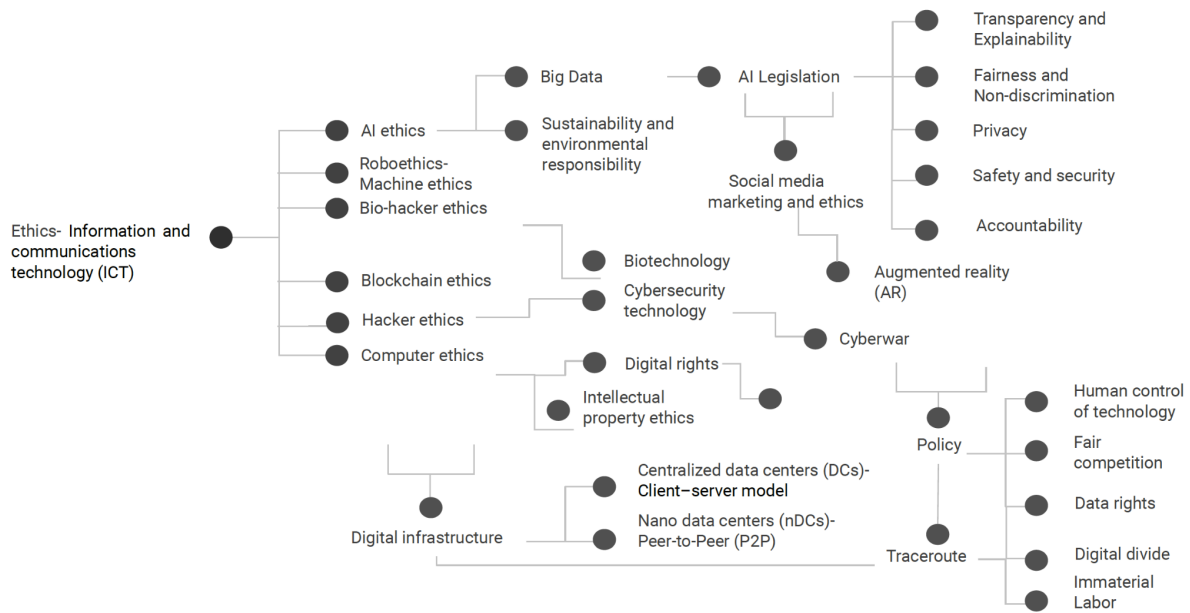 Ethics- Information and
communications
technology (ICT)
AI ethics
Roboethics-
Machine ethics
Bio-hacker ethics
Blockchain ethics
Hacker ethics
Computer ethics
Big Data
Sustainability and
environmental
responsibility)
AI Legislation
Social media
marketing and ethics
Augmented reality
(AR)
Transparency and
Explainability)
Fairness and
Non-discrimination
Privacy
Safety and security
Accountability
Biotechnology
Cybersecurity
technology
Cyberwar
Digital rights
Intellectual
property ethics
Digital infrastructure
Centralized data centers (DCs)-
Client–server model
Nano data centers (nDCs)-
Peer-to-Peer (P2P)
Policy
Traceroute
Human control
of technology
Fair
competition
Data rights
Digital divide
Immaterial
Labor